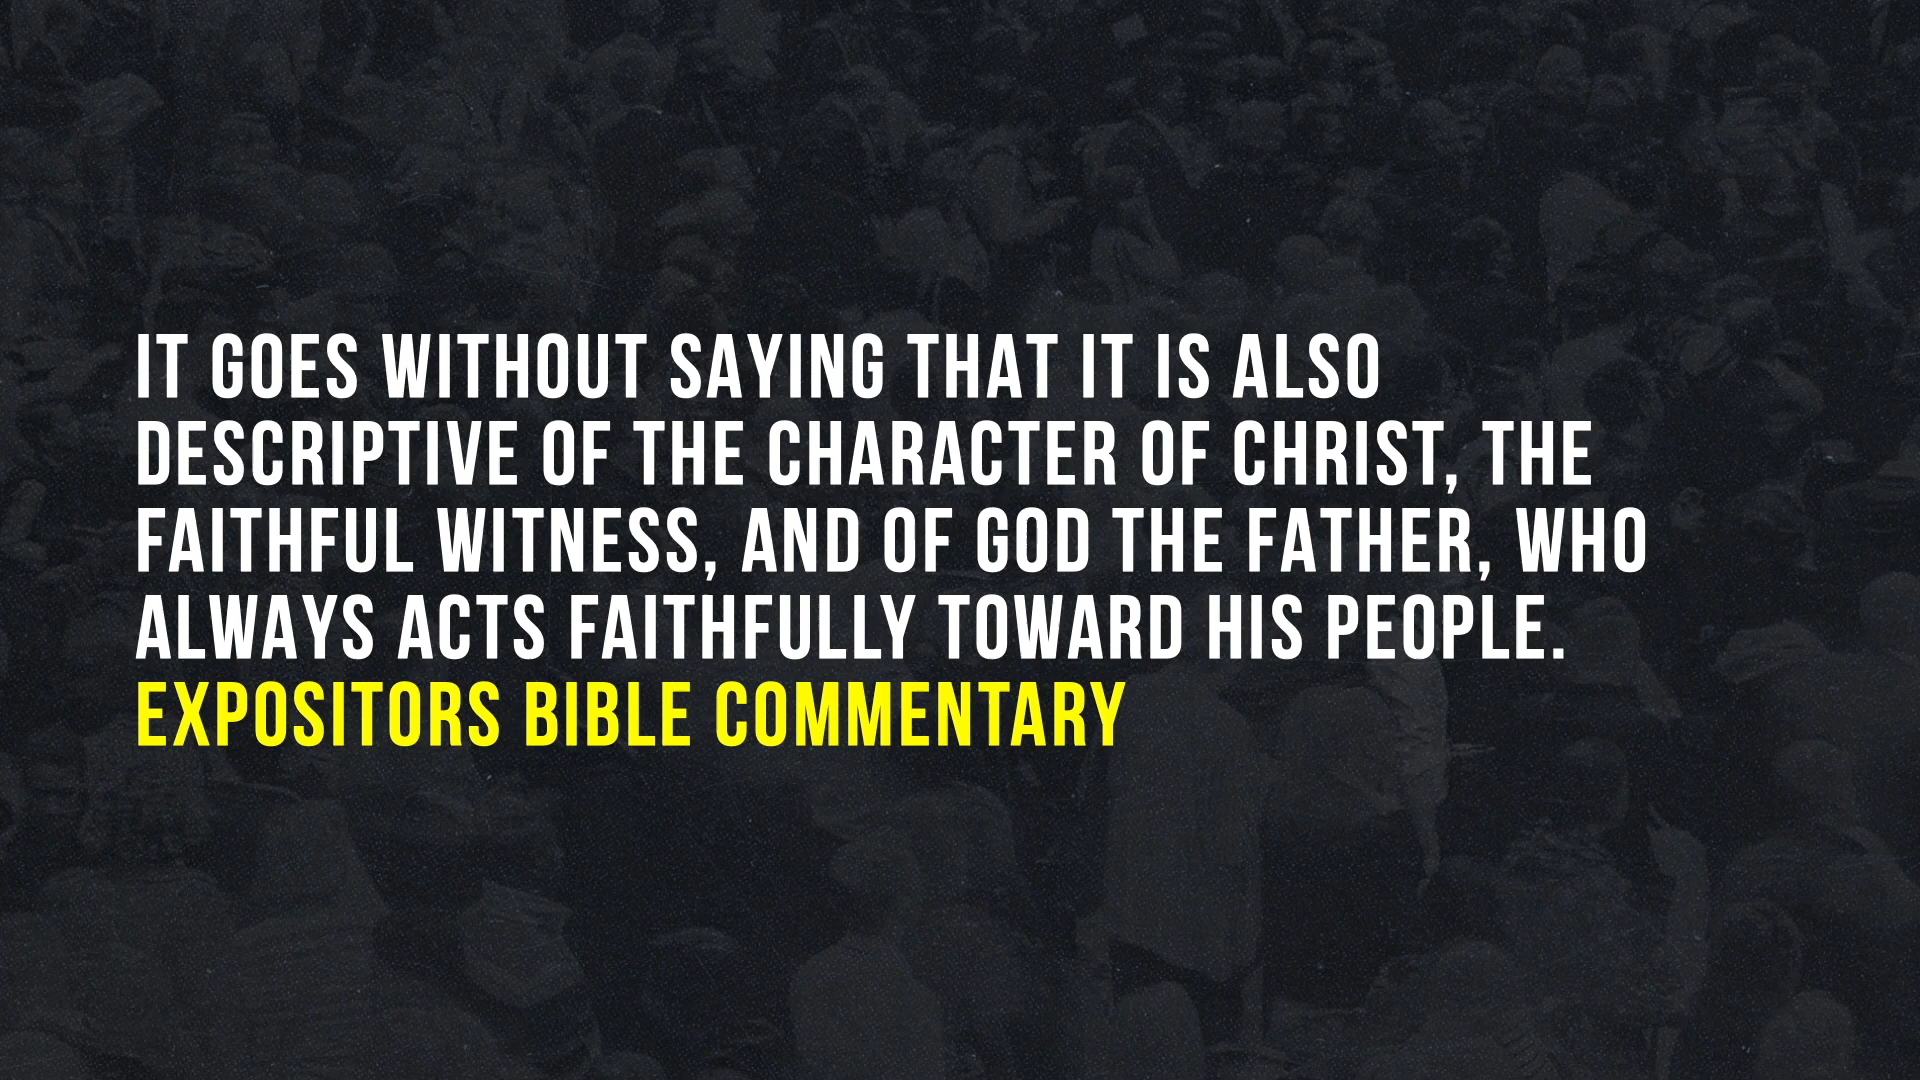 IT GOES WITHOUT SAYING THAT IT IS ALSO
DESCRIPTIVE OF THE CHARACTER OF CHRIST, THE
FAITHFUL WITNESS, AND OF GOD THE FATHER, WHO
ALWAYS ACTS FAITHFULLY TOWARD HIS PEOPLE.
EXPOSITORS BIBLE COMMENTARY